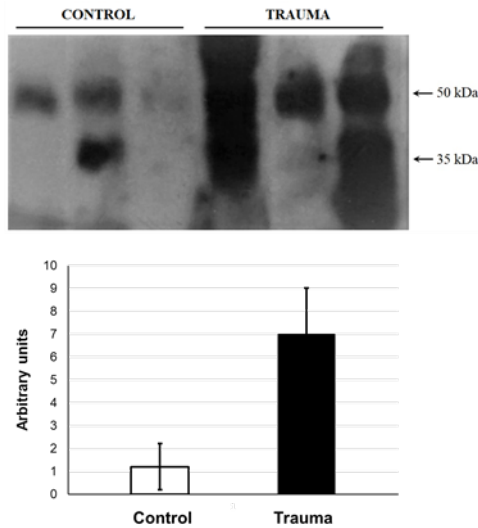 CONTROL TRAUMA
← 50 kDa
← 35 kDa
10
9
8
7
6
5
4
3
2
1
0
Arbitrary units
Control Trauma